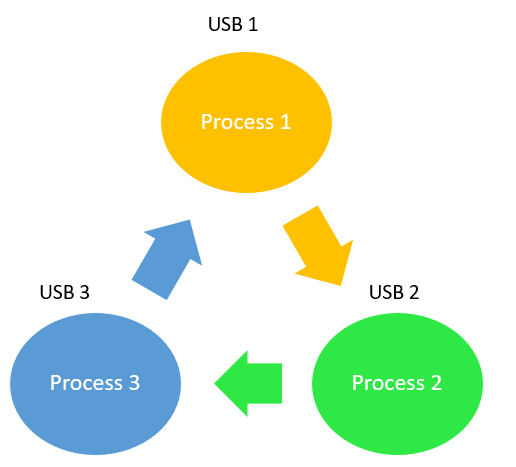 USB 1
Process 1
USB 3
USB 2
Process 3
Process 2